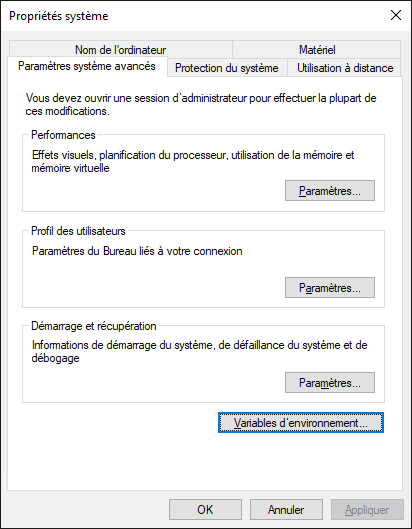 Propriétés système
Nom de l'ordinateur
Matériel
Paramètres système avancés
Protection du système
Utilisation à distance
Vous devez ouvrir une session d'administrateur pour effectuer la plupart de
ces modifications.
Performances
Effets visuels, planification du processeur, utilisation de la mémoire et
mémoire virtuelle
Paramètres...
Profil des utilisateurs
Paramètres du Bureau liés à votre connexion
Paramètres...
Démarrage et récupération
Informations de démarrage du système, de défaillance du système et de
débogage
Paramètres...
Variables d'environnement...
OK
Annuler
Appliquer